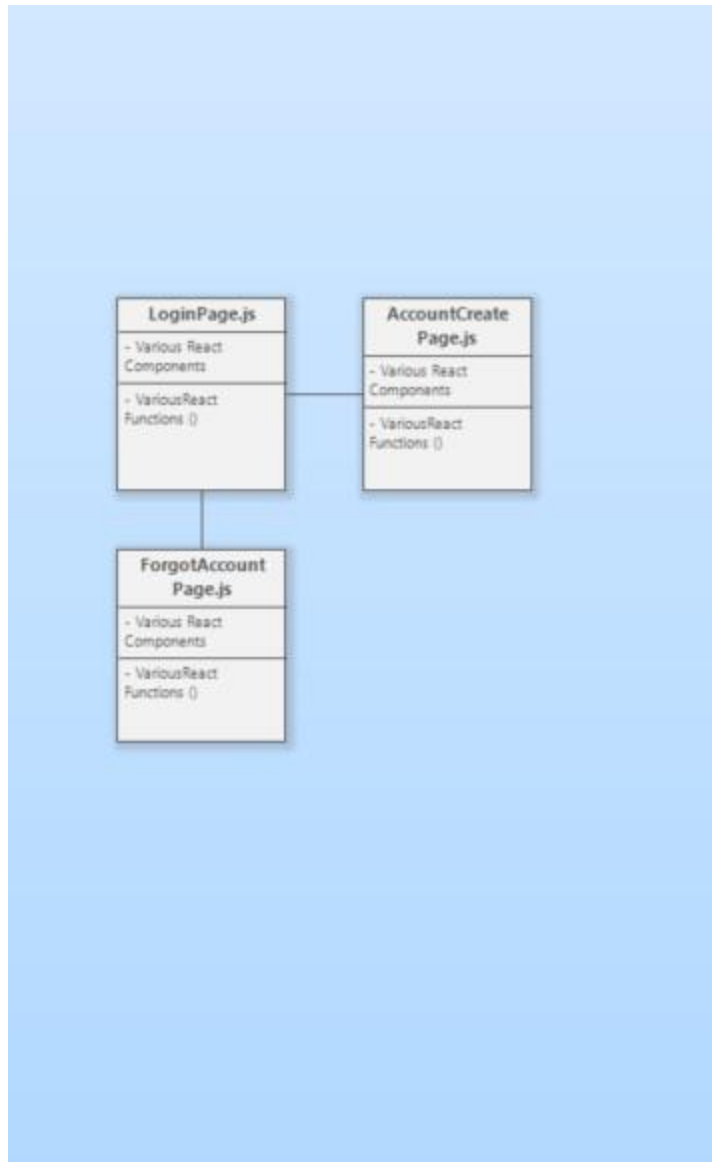 LoginPage.js
- Various React
Components
- VariousReact
Functions ()
AccountCreate
Page.js
- Various React
Components
- VariousReact
Functions ()
ForgotAccount
Page.js
- Various React
Components
- VariousReact
Functions ()